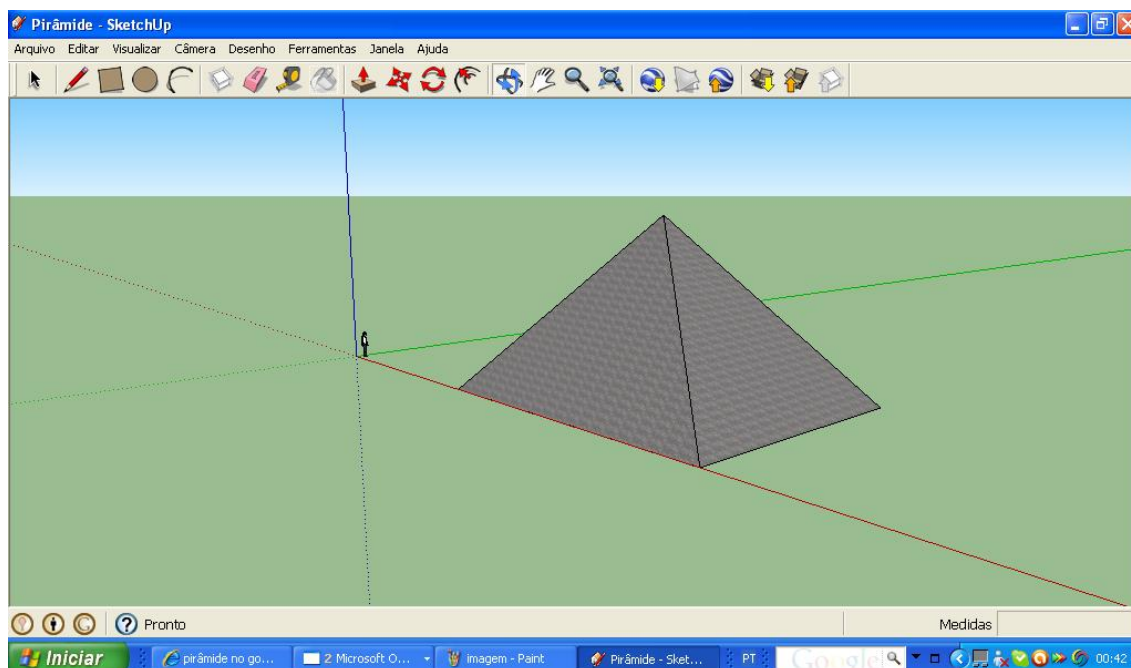 Pirâmide - SketchUp
Arquivo Editar Visualizar Câmera Desenho Ferramentas Janela Ajuda
Pronto
Medidas
Iniciar
pirâmide no go...
2 Microsoft O...
imagem - Paint
Pirâmide - Sket...
PT
Google
00:42